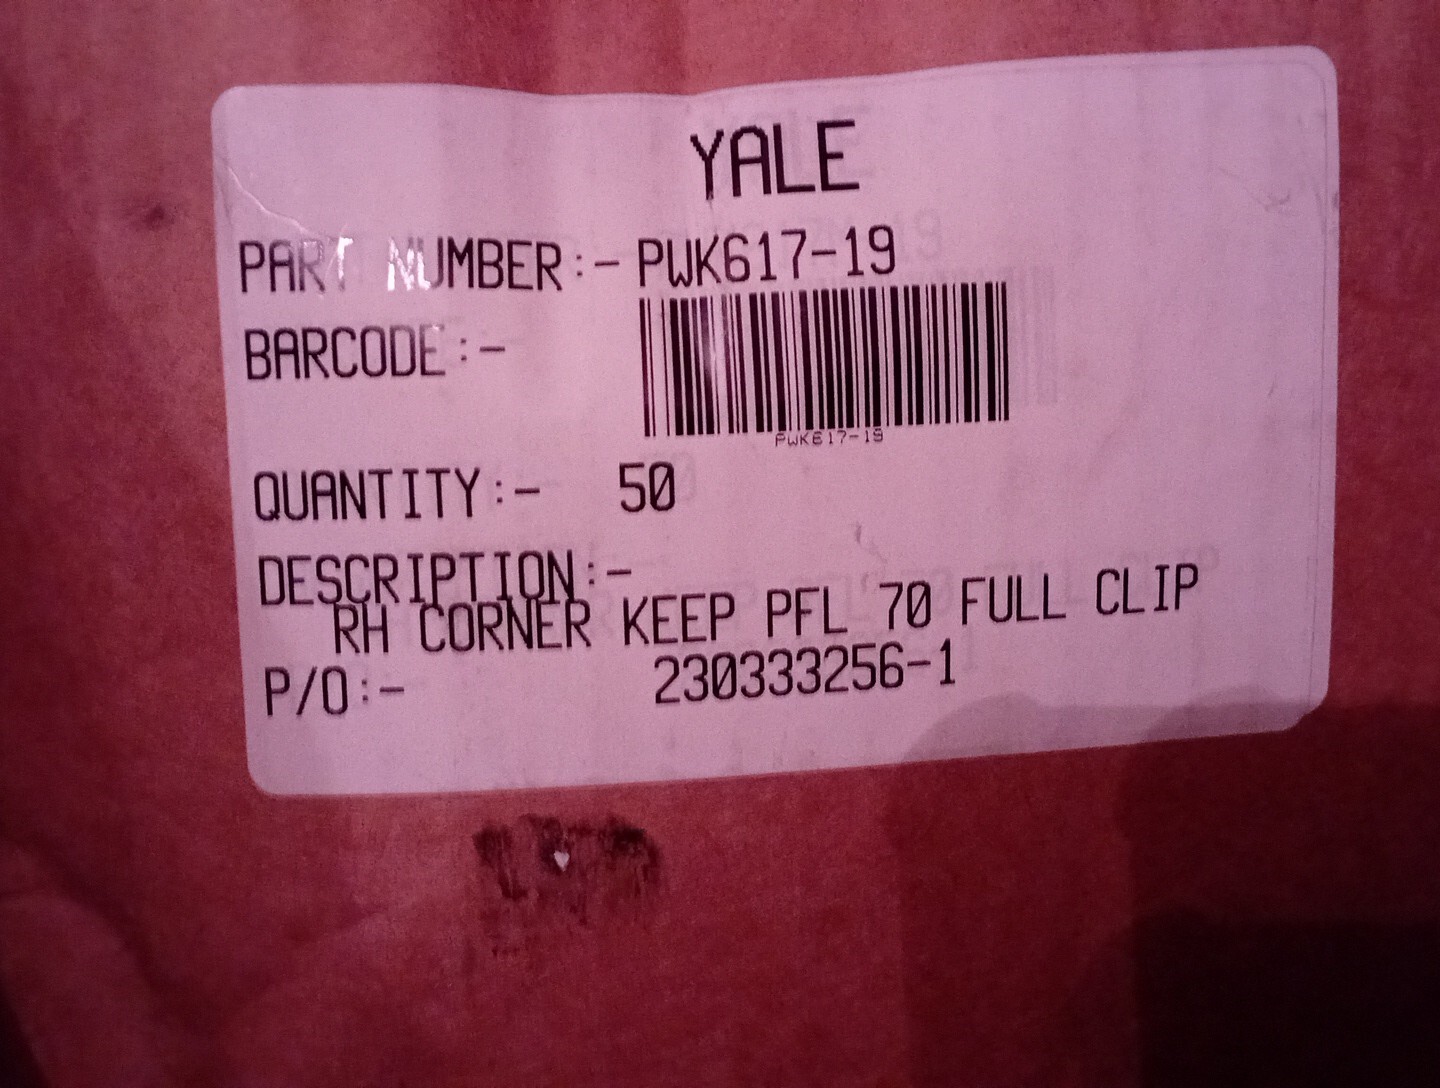 YALE
PART NUMBER:- PWK617-19
BARCODE:-
PWK617-19
QUANTITY:- 50
DESCRIPTION:-
RH CORNER KEEP PFL 70 FULL CLIP
P/O:- 230333256-1